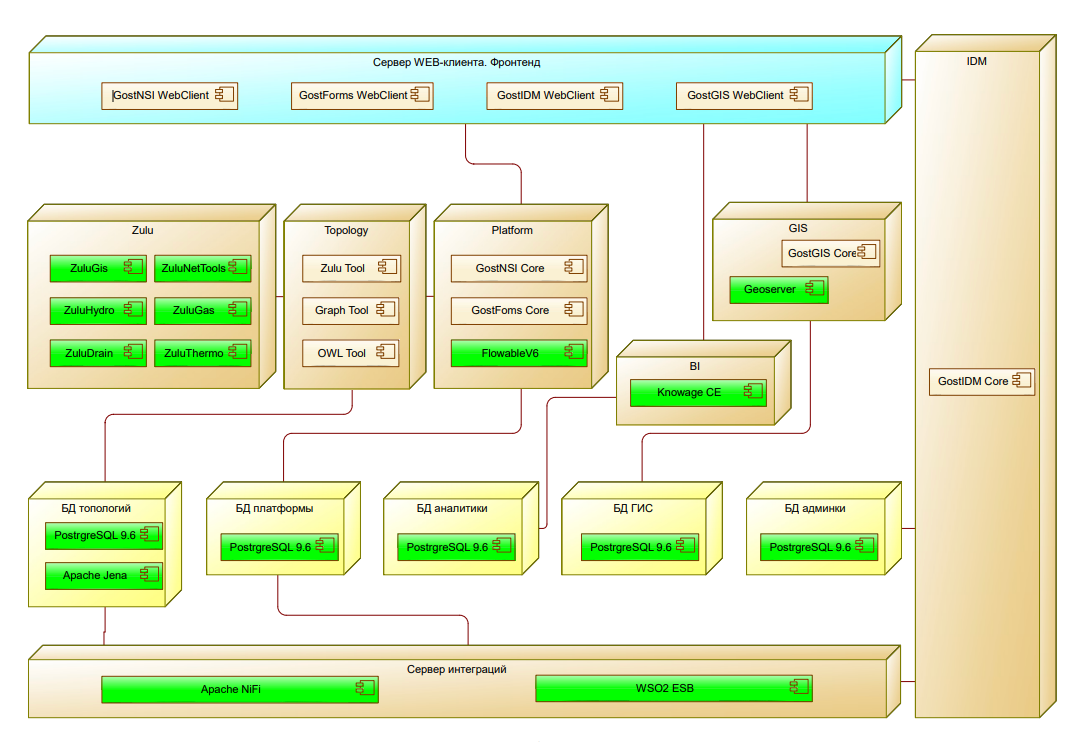 Сервер WEB-клиента. Фронтенд
GostNSI WebClient
GostForms WebClient
GostIDM WebClient
GostGIS WebClient
IDM
GostIDM Core
Zulu
ZuluGis
ZuluNetTools
ZuluHydro
ZuluGas
ZuluDrain
ZuluThermo
Topology
Zulu Tool
Graph Tool
OWL Tool
Platform
GostNSI Core
GostFoms Core
FlowableV6
GIS
GostGIS Core
Geoserver
BI
Knowage CE
БД топологий
PostrgreSQL 9.6
Apache Jena
БД платформы
PostrgreSQL 9.6
БД аналитики
PostrgreSQL 9.6
БД ГИС
PostrgreSQL 9.6
БД админки
PostrgreSQL 9.6
Сервер интеграций
Apache NiFi
WSO2 ESB